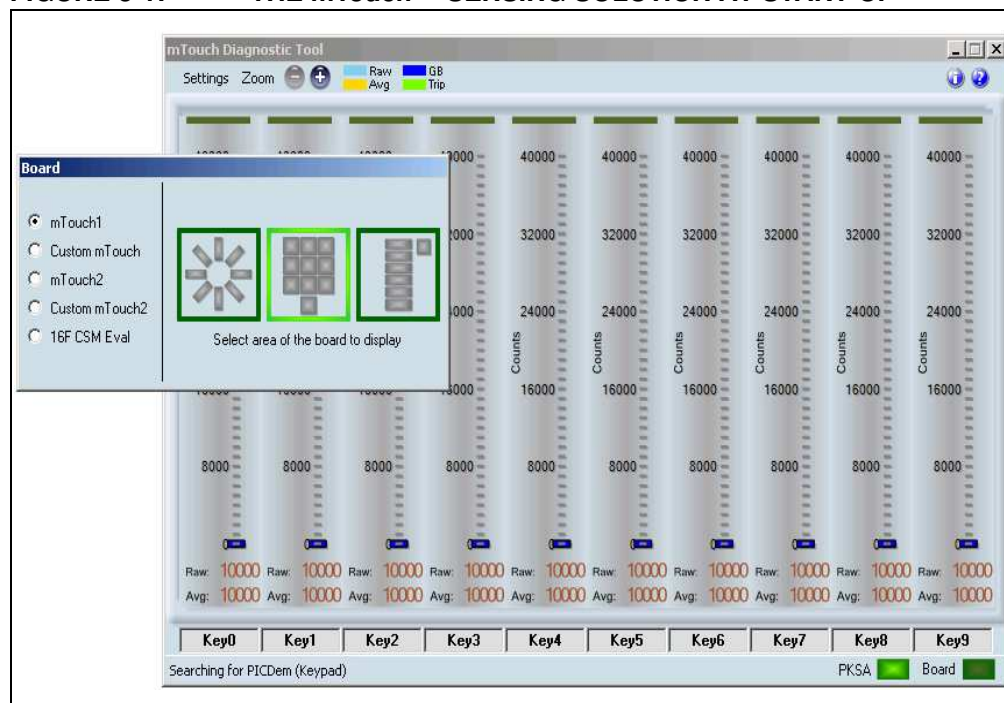 mTouch Diagnostic Tool
Settings Zoom Raw GB
Avg Trip
Board
mTouch1
Custom mTouch
mTouch2
Custom mTouch2
16F CSM Eval
Select area of the board to display
40000 40000 40000 40000 40000 40000
32000 32000 32000 32000 32000 32000
24000 24000 24000 24000 24000 24000
Counts Counts Counts Counts Counts Counts
16000 16000 16000 16000 16000 16000
8000 8000 8000 8000 8000 8000 8000 8000 8000 8000
Raw: 10000 Raw: 10000 Raw: 10000 Raw: 10000 Raw: 10000 Raw: 10000 Raw: 10000 Raw: 10000 Raw: 10000 Raw: 10000
Avg: 10000 Avg: 10000 Avg: 10000 Avg: 10000 Avg: 10000 Avg: 10000 Avg: 10000 Avg: 10000 Avg: 10000 Avg: 10000
Key0 Key1 Key2 Key3 Key4 Key5 Key6 Key7 Key8 Key9
Searching for PICDem (Keypad) PKSA Board